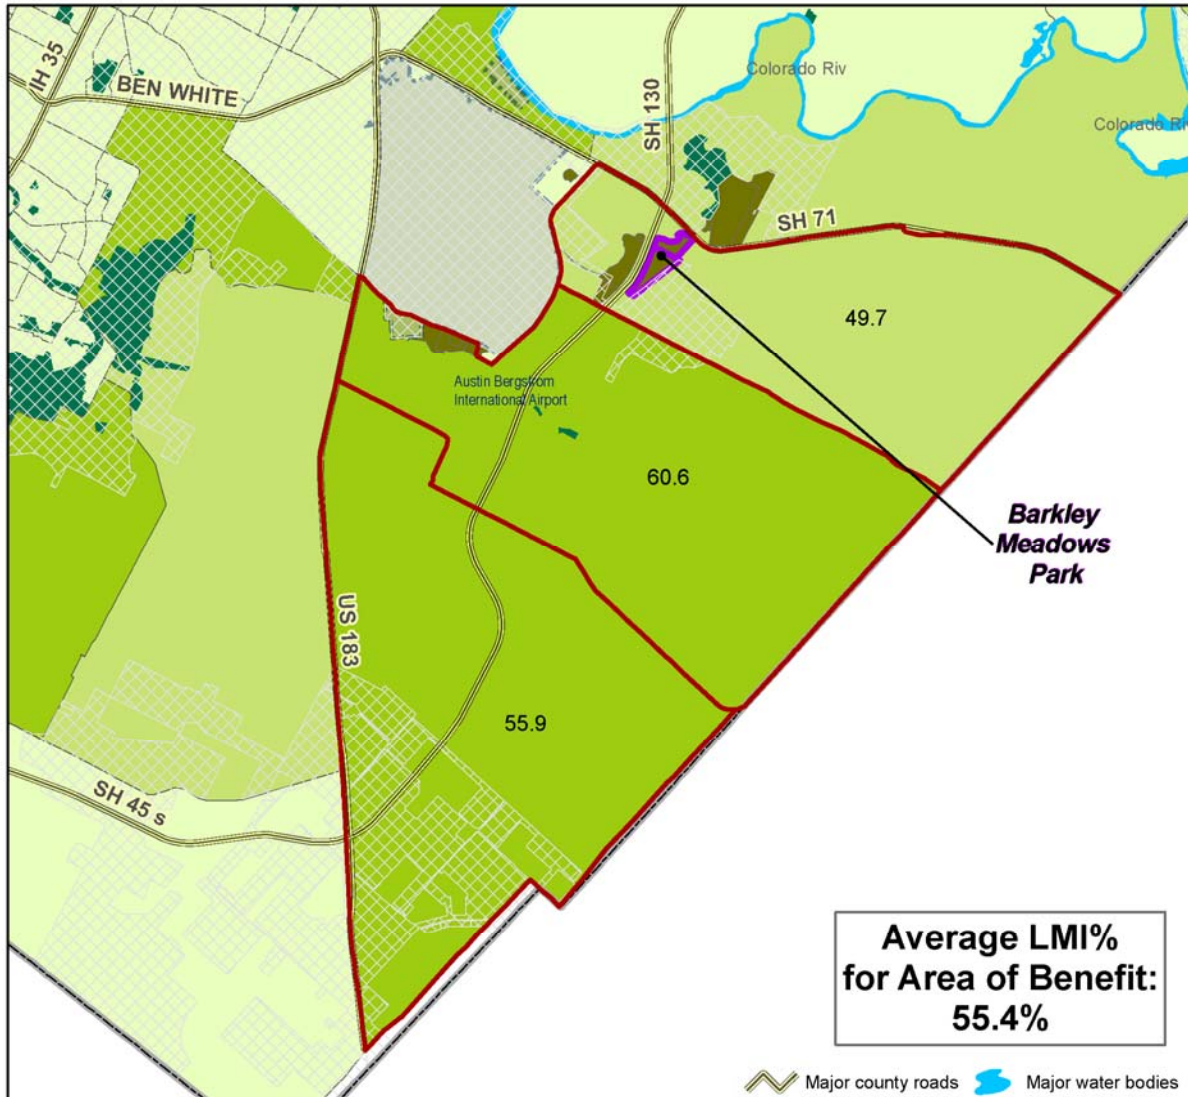 IH 35
BEN WHITE
SH 130
Colorado Riv
Colorado Riv
SH 71
49.7
Austin Bergstrom
International Airport
60.6
Barkley
Meadows
Park
US 183
55.9
SH 45 s
Average LMI%
for Area of Benefit:
55.4%
Major county roads
Major water bodies